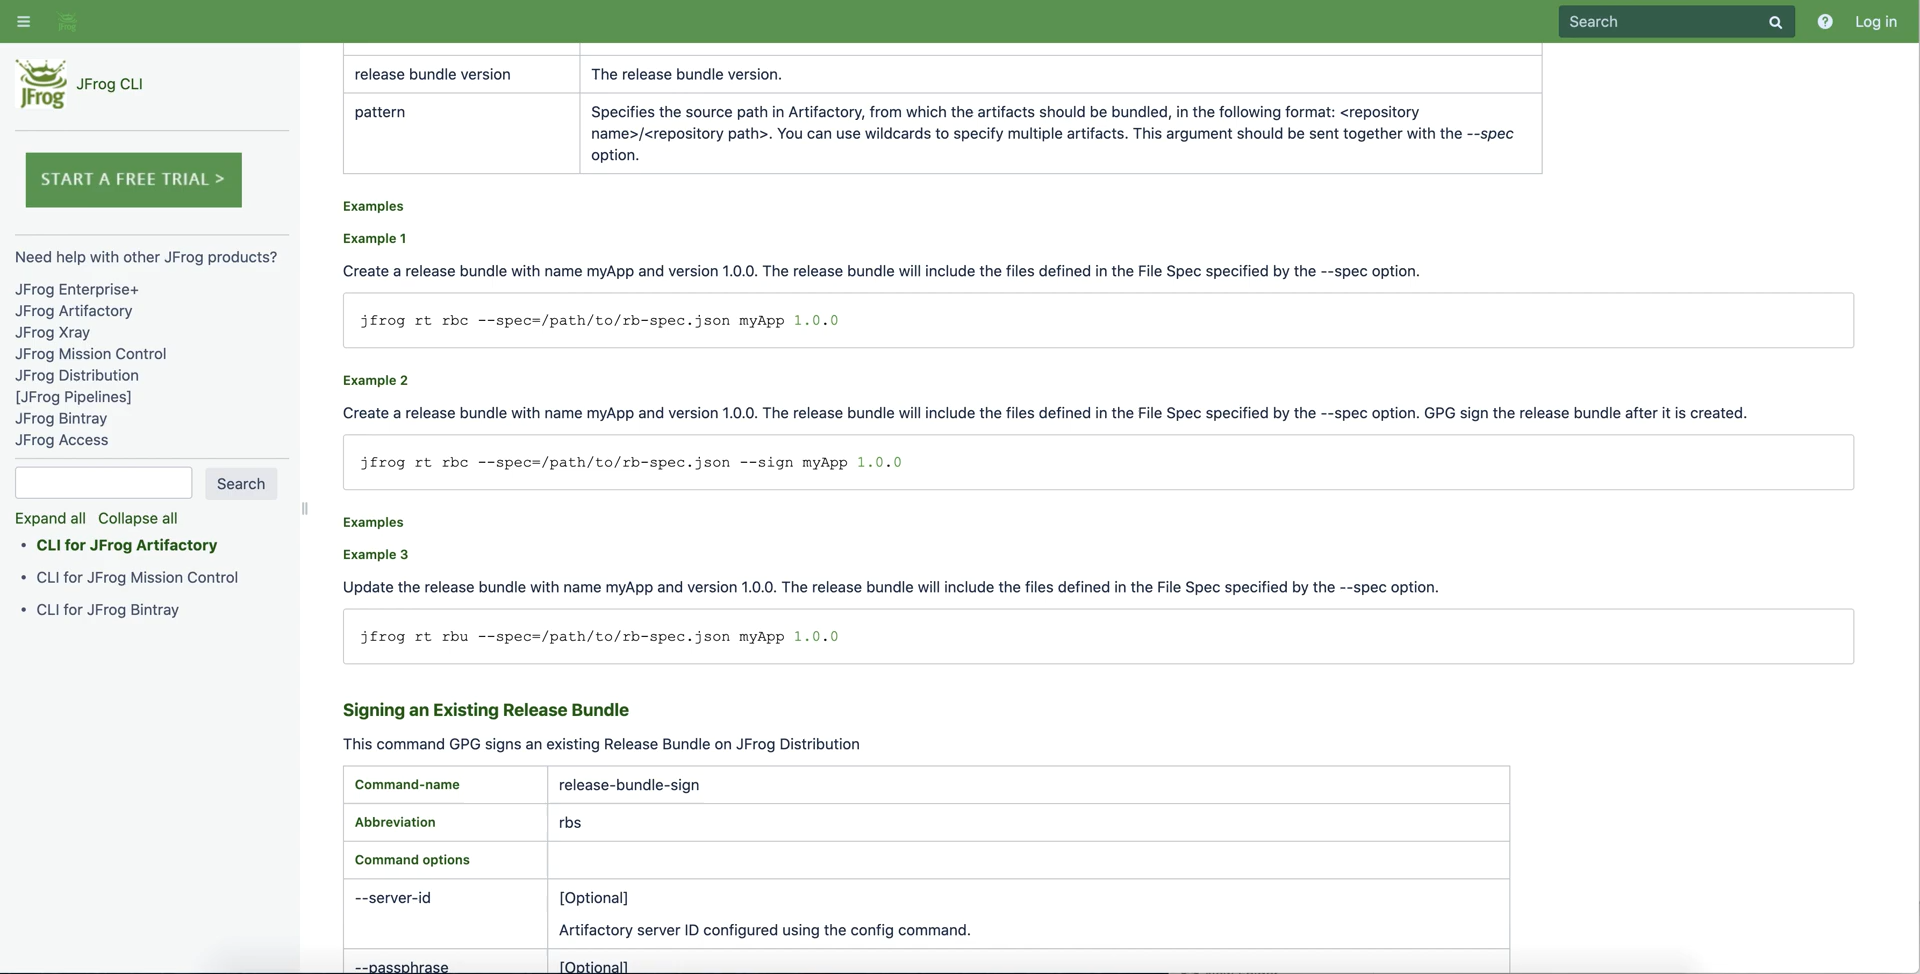 JFrog
Search
Log in
JFrog
JFrog CLI
START A FREE TRIAL >
Need help with other JFrog products?
JFrog Enterprise+
JFrog Artifactory
JFrog Xray
JFrog Mission Control
JFrog Distribution
[JFrog Pipelines]
JFrog Bintray
JFrog Access
Search
Expand all Collapse all
• CLI for JFrog Artifactory
• CLI for JFrog Mission Control
• CLI for JFrog Bintray
release bundle version The release bundle version.
pattern Specifies the source path in Artifactory, from which the artifacts should be bundled, in the following format: <repository
name>/<repository path>. You can use wildcards to specify multiple artifacts. This argument should be sent together with the --spec
option.
Examples
Example 1
Create a release bundle with name myApp and version 1.0.0. The release bundle will include the files defined in the File Spec specified by the --spec option.
jfrog rt rbc --spec=/path/to/rb-spec.json myApp 1.0.0
Example 2
Create a release bundle with name myApp and version 1.0.0. The release bundle will include the files defined in the File Spec specified by the --spec option. GPG sign the release bundle after it is created.
jfrog rt rbc --spec=/path/to/rb-spec.json --sign myApp 1.0.0
Examples
Example 3
Update the release bundle with name myApp and version 1.0.0. The release bundle will include the files defined in the File Spec specified by the --spec option.
jfrog rt rbu --spec=/path/to/rb-spec.json myApp 1.0.0
Signing an Existing Release Bundle
This command GPG signs an existing Release Bundle on JFrog Distribution
Command-name release-bundle-sign
Abbreviation rbs
Command options
--server-id [Optional]
Artifactory server ID configured using the config command.
--passphrase [Optional]